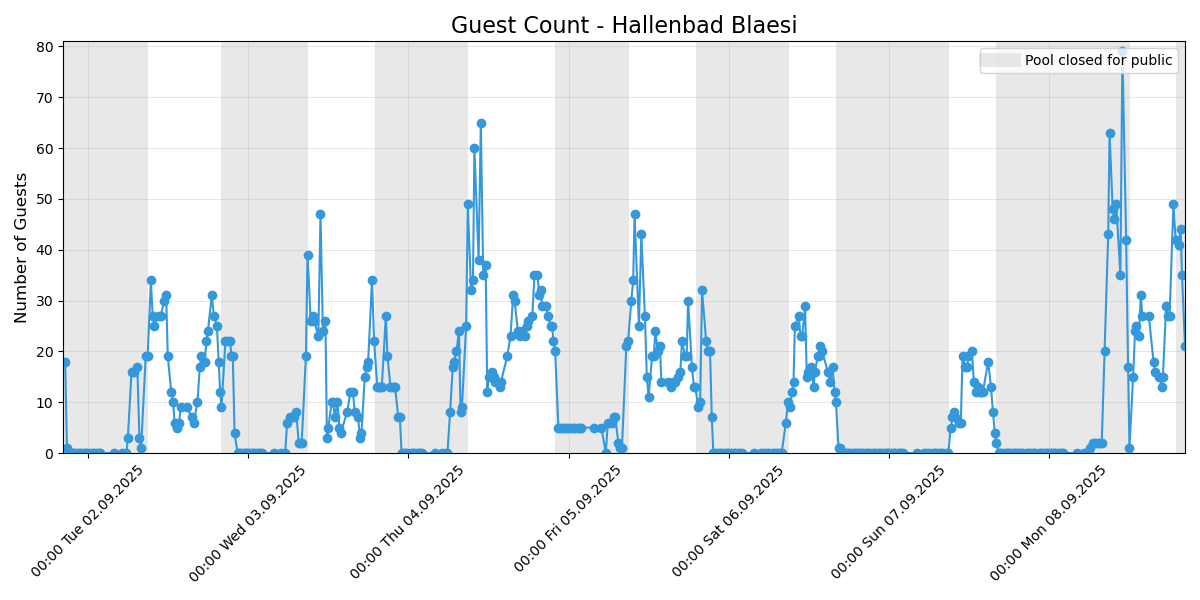 Guest Count - Hallenbad Blaesi
Pool closed for public
Number of Guests
80
70
60
50
40
30
20
10
0
00:00 Tue 02.09.2025
00:00 Wed 03.09.2025
00:00 Thu 04.09.2025
00:00 Fri 05.09.2025
00:00 Sat 06.09.2025
00:00 Sun 07.09.2025
00:00 Mon 08.09.2025